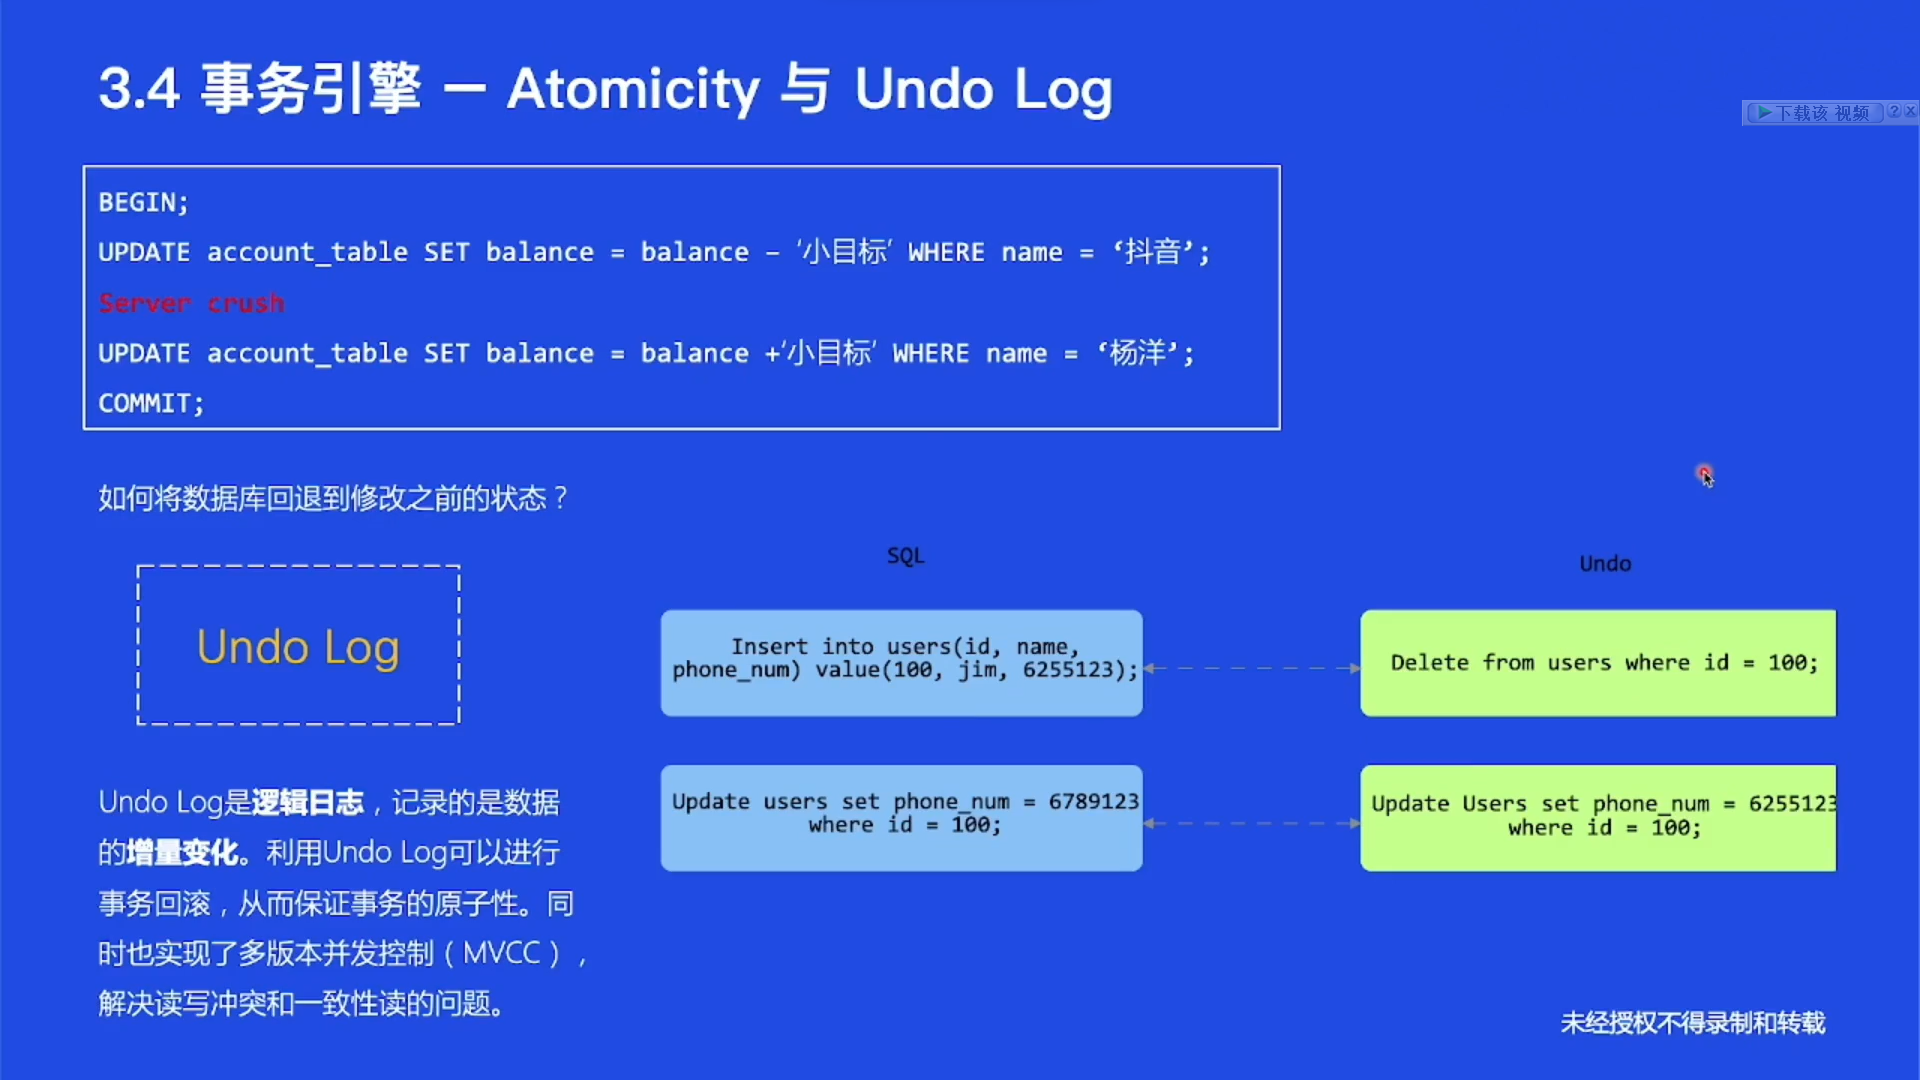 3.4 事务引擎 — Atomicity 与 Undo Log
下载该 视频
BEGIN;
UPDATE account_table SET balance = balance – ‘小目标’ WHERE name = ‘抖音’;
Server crush
UPDATE account_table SET balance = balance +‘小目标’ WHERE name = ‘杨洋’;
COMMIT;
如何将数据库回退到修改之前的状态？
Undo Log
Undo Log是逻辑日志，记录的是数据
的增量变化。利用Undo Log可以进行
事务回滚，从而保证事务的原子性。同
时也实现了多版本并发控制（MVCC），
解决读写冲突和一致性读的问题。
SQL
Undo
Insert into users(id, name,
phone_num) value(100, jim, 6255123);
Delete from users where id = 100;
Update users set phone_num = 6789123
where id = 100;
Update Users set phone_num = 6255123
where id = 100;
未经授权不得录制和转载